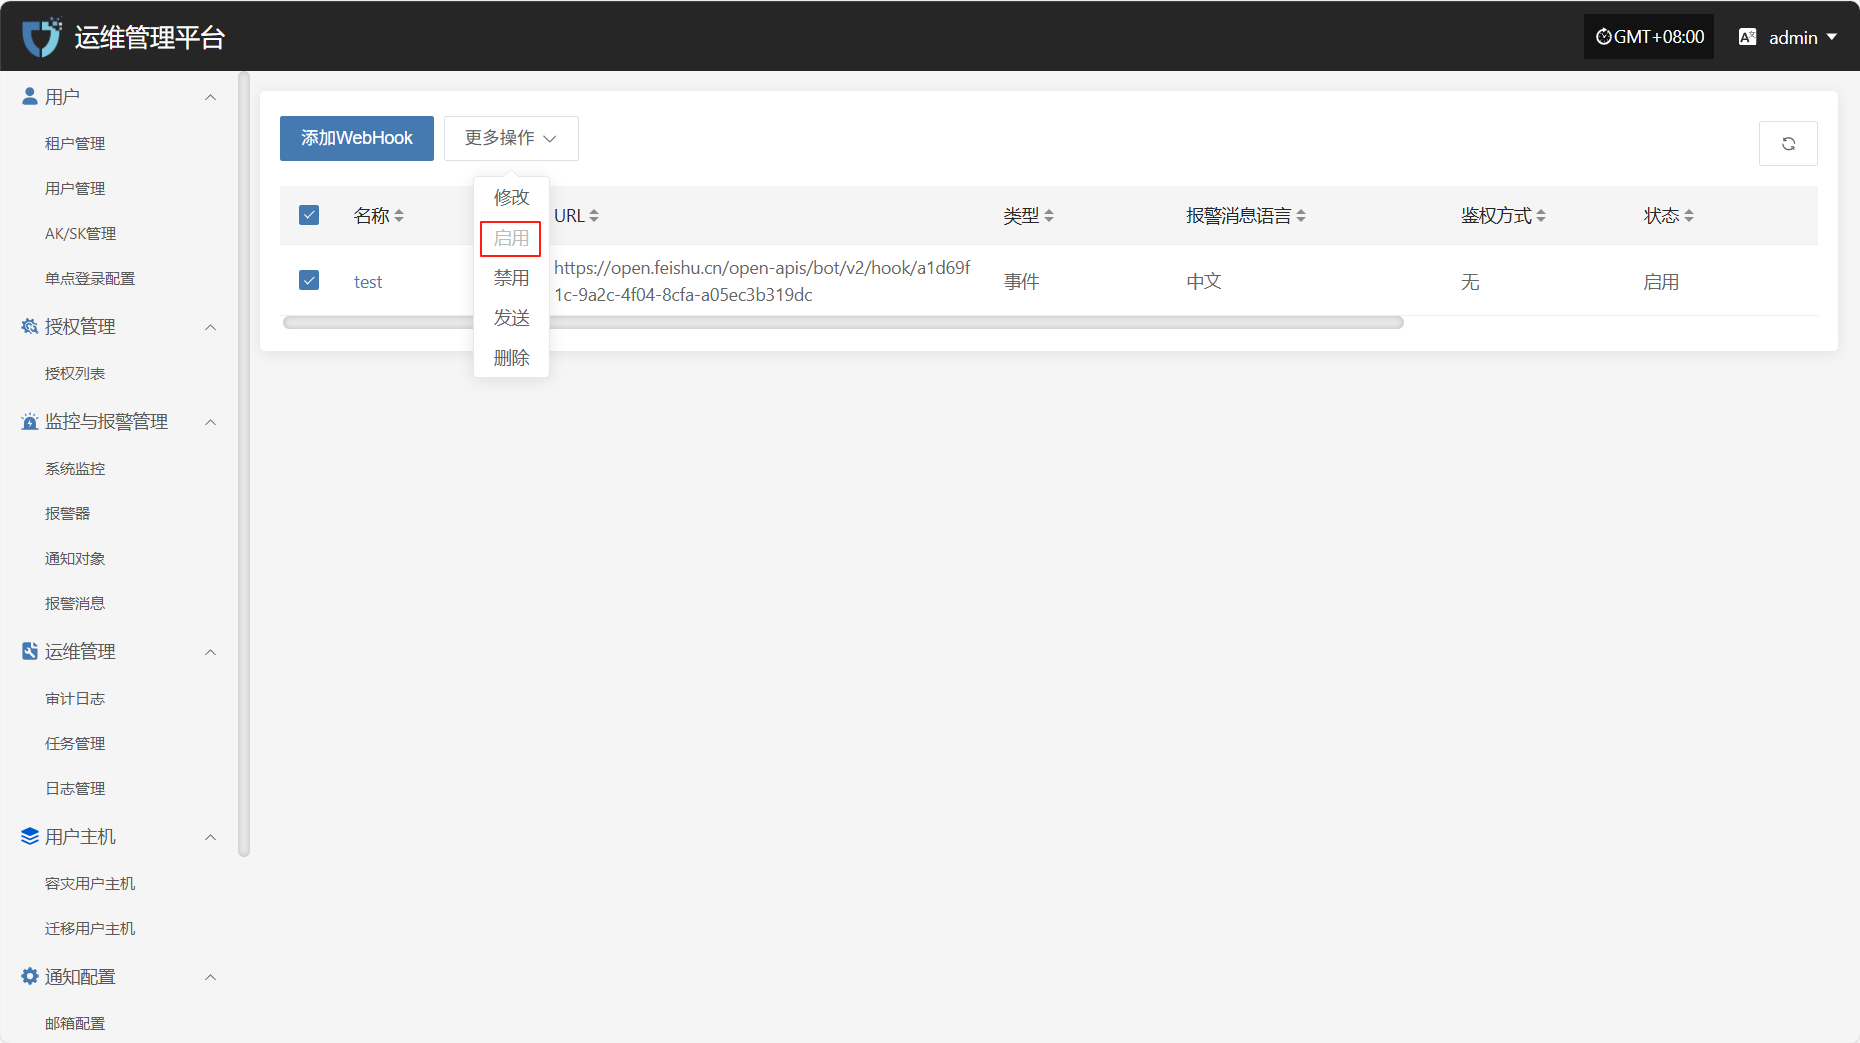 运维管理平台
GMT+08:00
admin
用户
租户管理
用户管理
AK/SK管理
单点登录配置
授权管理
授权列表
监控与报警管理
系统监控
报警器
通知对象
报警消息
运维管理
审计日志
任务管理
日志管理
用户主机
容灾用户主机
迁移用户主机
通知配置
邮箱配置
添加WebHook
更多操作
修改
启用
禁用
发送
删除
名称
URL
类型
报警消息语言
鉴权方式
状态
test
https://open.feishu.cn/open-apis/bot/v2/hook/a1d69f
1c-9a2c-4f04-8cfa-a05ec3b319dc
事件
中文
无
启用